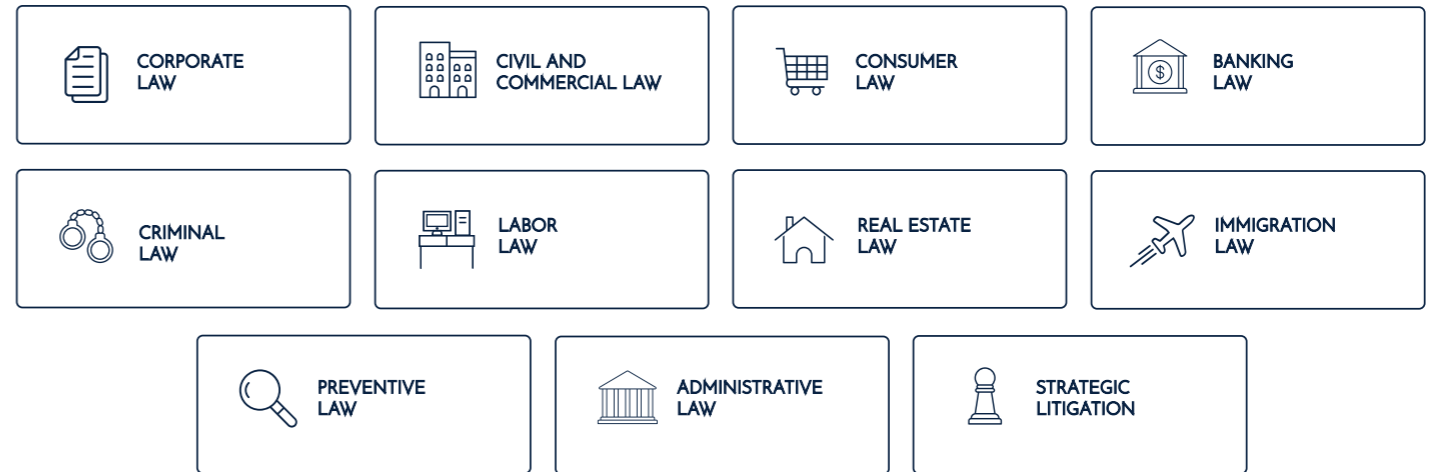 CORPORATE
LAW
CIVIL AND
COMMERCIAL LAW
CONSUMER
LAW
BANKING
LAW
CRIMINAL
LAW
LABOR
LAW
REAL ESTATE
LAW
IMMIGRATION
LAW
PREVENTIVE
LAW
ADMINISTRATIVE
LAW
STRATEGIC
LITIGATION